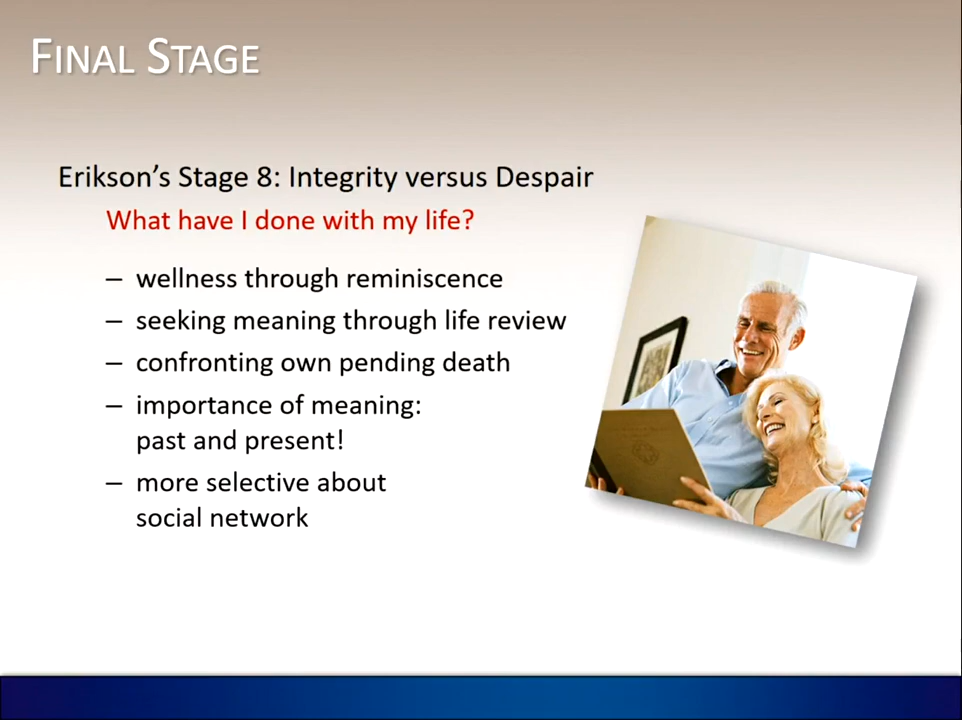 FINAL STAGE
Erikson's Stage 8: Integrity versus Despair
What have I done with my life?
– wellness through reminiscence
– seeking meaning through life review
– confronting own pending death
– importance of meaning:
past and present!
– more selective about
social network